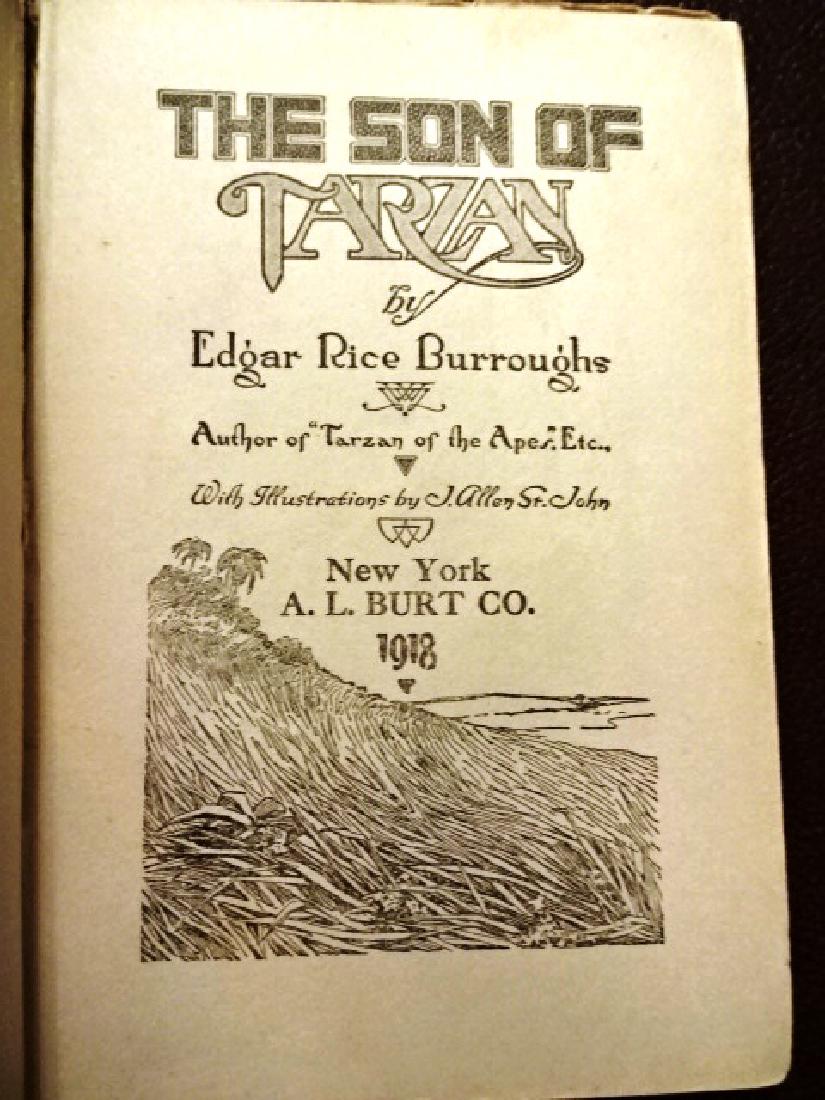 THE SON OF
TARZAN
by
Edgar Rice Burroughs
Author of "Tarzan of the Apes". Etc.,
With Illustrations by J. Allen St. John
New York
A. L. BURT CO.
1918